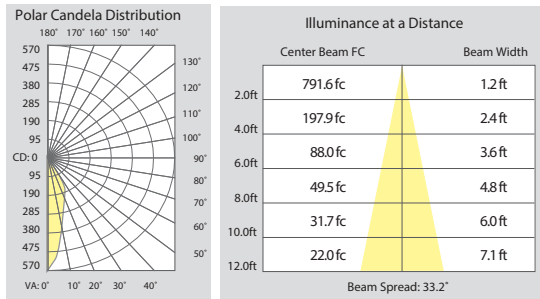 Polar Candela Distribution
180° 170° 160° 150° 140°
570
475
380
285
190
95
CD: 0
95
190
285
380
475
570
130°
120°
110°
100°
90°
80°
70°
60°
50°
VA: 0° 10° 20° 30° 40°
Illuminance at a Distance
Center Beam FC Beam Width
791.6 fc 1.2 ft
2.0ft
197.9 fc 2.4 ft
4.0ft
88.0 fc 3.6 ft
6.0ft
49.5 fc 4.8 ft
8.0ft
31.7 fc 6.0 ft
10.0ft
22.0 fc 7.1 ft
12.0ft
Beam Spread: 33.2°